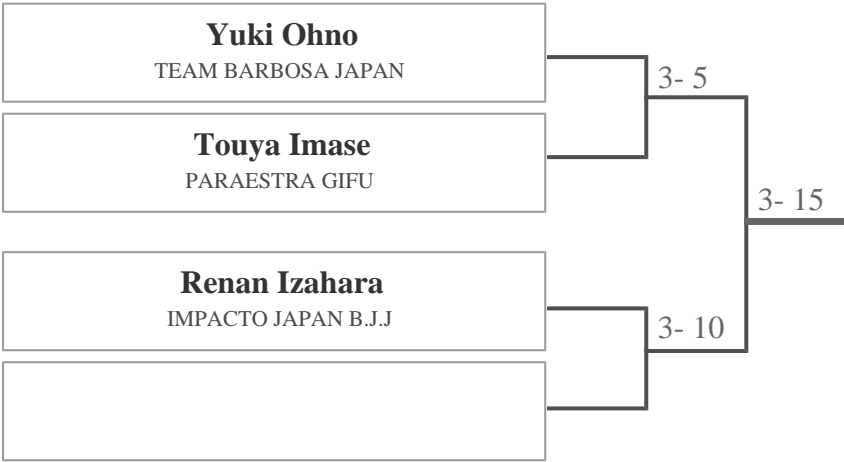 Yuki Ohno
TEAM BARBOSA JAPAN
3- 5
Touya Imase
PARAESTRA GIFU
3- 15
Renan Izahara
IMPACTO JAPAN B.J.J
3- 10